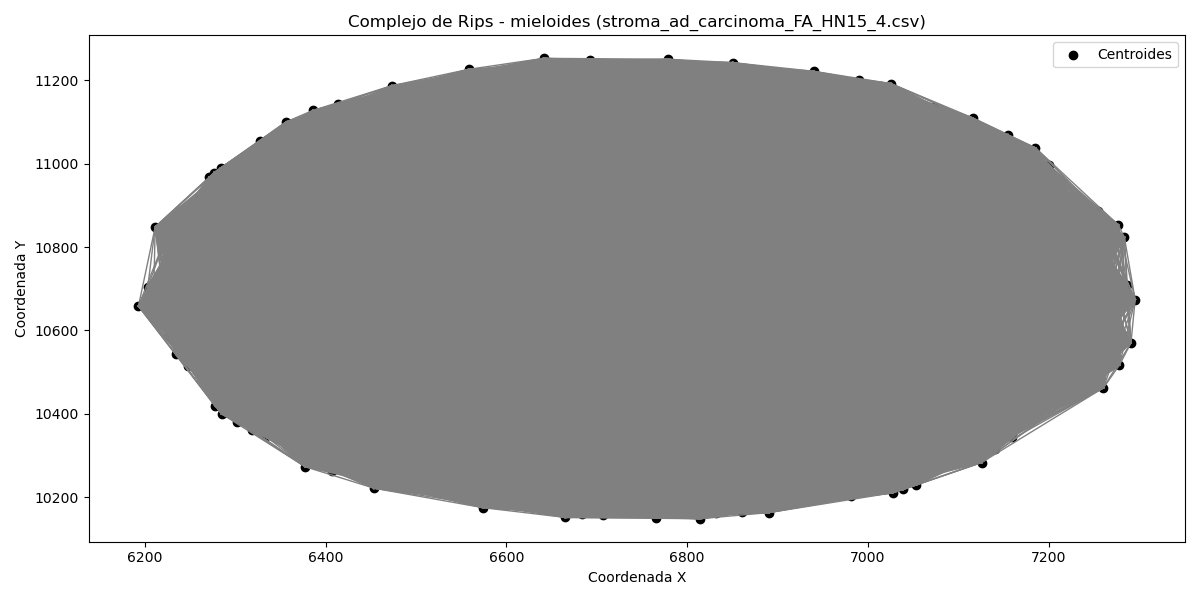 Complejo de Rips - mieloides (stroma_ad_carcinoma_FA_HN15_4.csv)
Centroides
Coordenada Y
11200
11000
10800
10600
10400
10200
6200 6400 6600 6800 7000 7200
Coordenada X